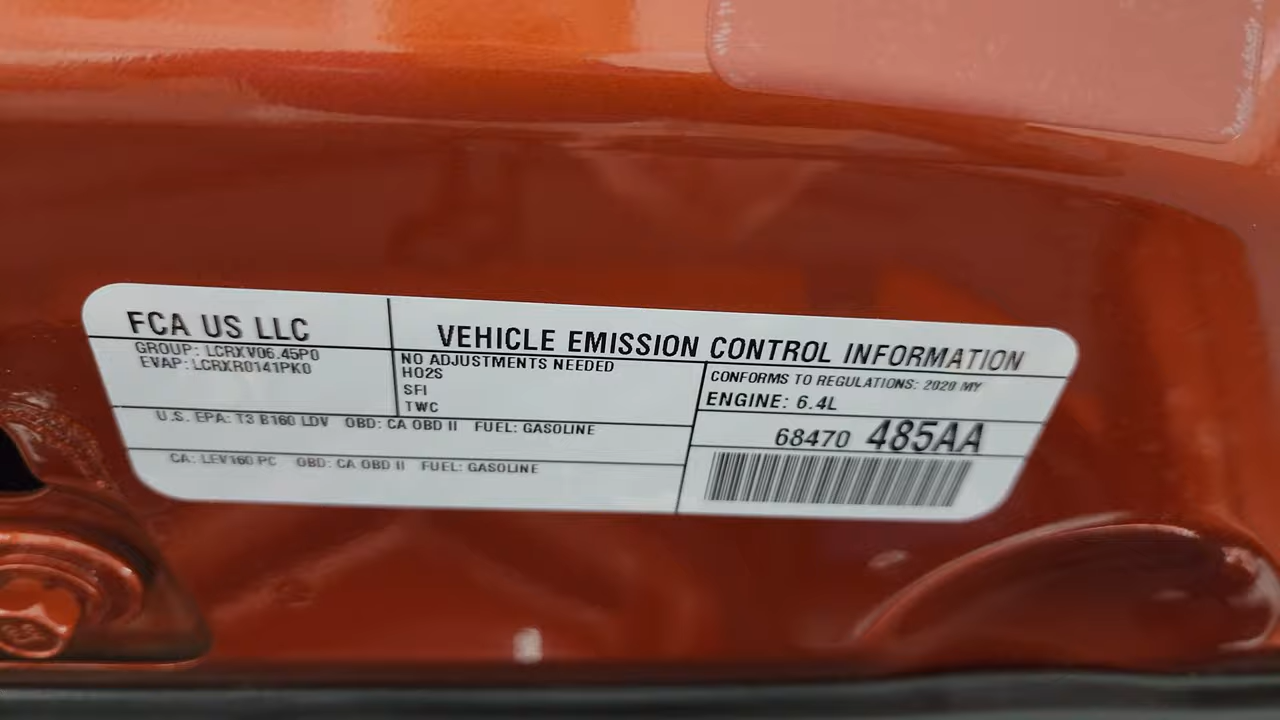 FCA US LLC
VEHICLE EMISSION CONTROL INFORMATION
GROUP: LCRXV06.45P0
EVAP: LCRXR0141PK0
NO ADJUSTMENTS NEEDED
HO2S
SFI
TWC
CONFORMS TO REGULATIONS: 2020 MY
ENGINE: 6.4L
U.S. EPA: T3 B160 LDV OBD: CA OBD II FUEL: GASOLINE
68470 485AA
CA: LEV160 PC OBD: CA OBD II FUEL: GASOLINE